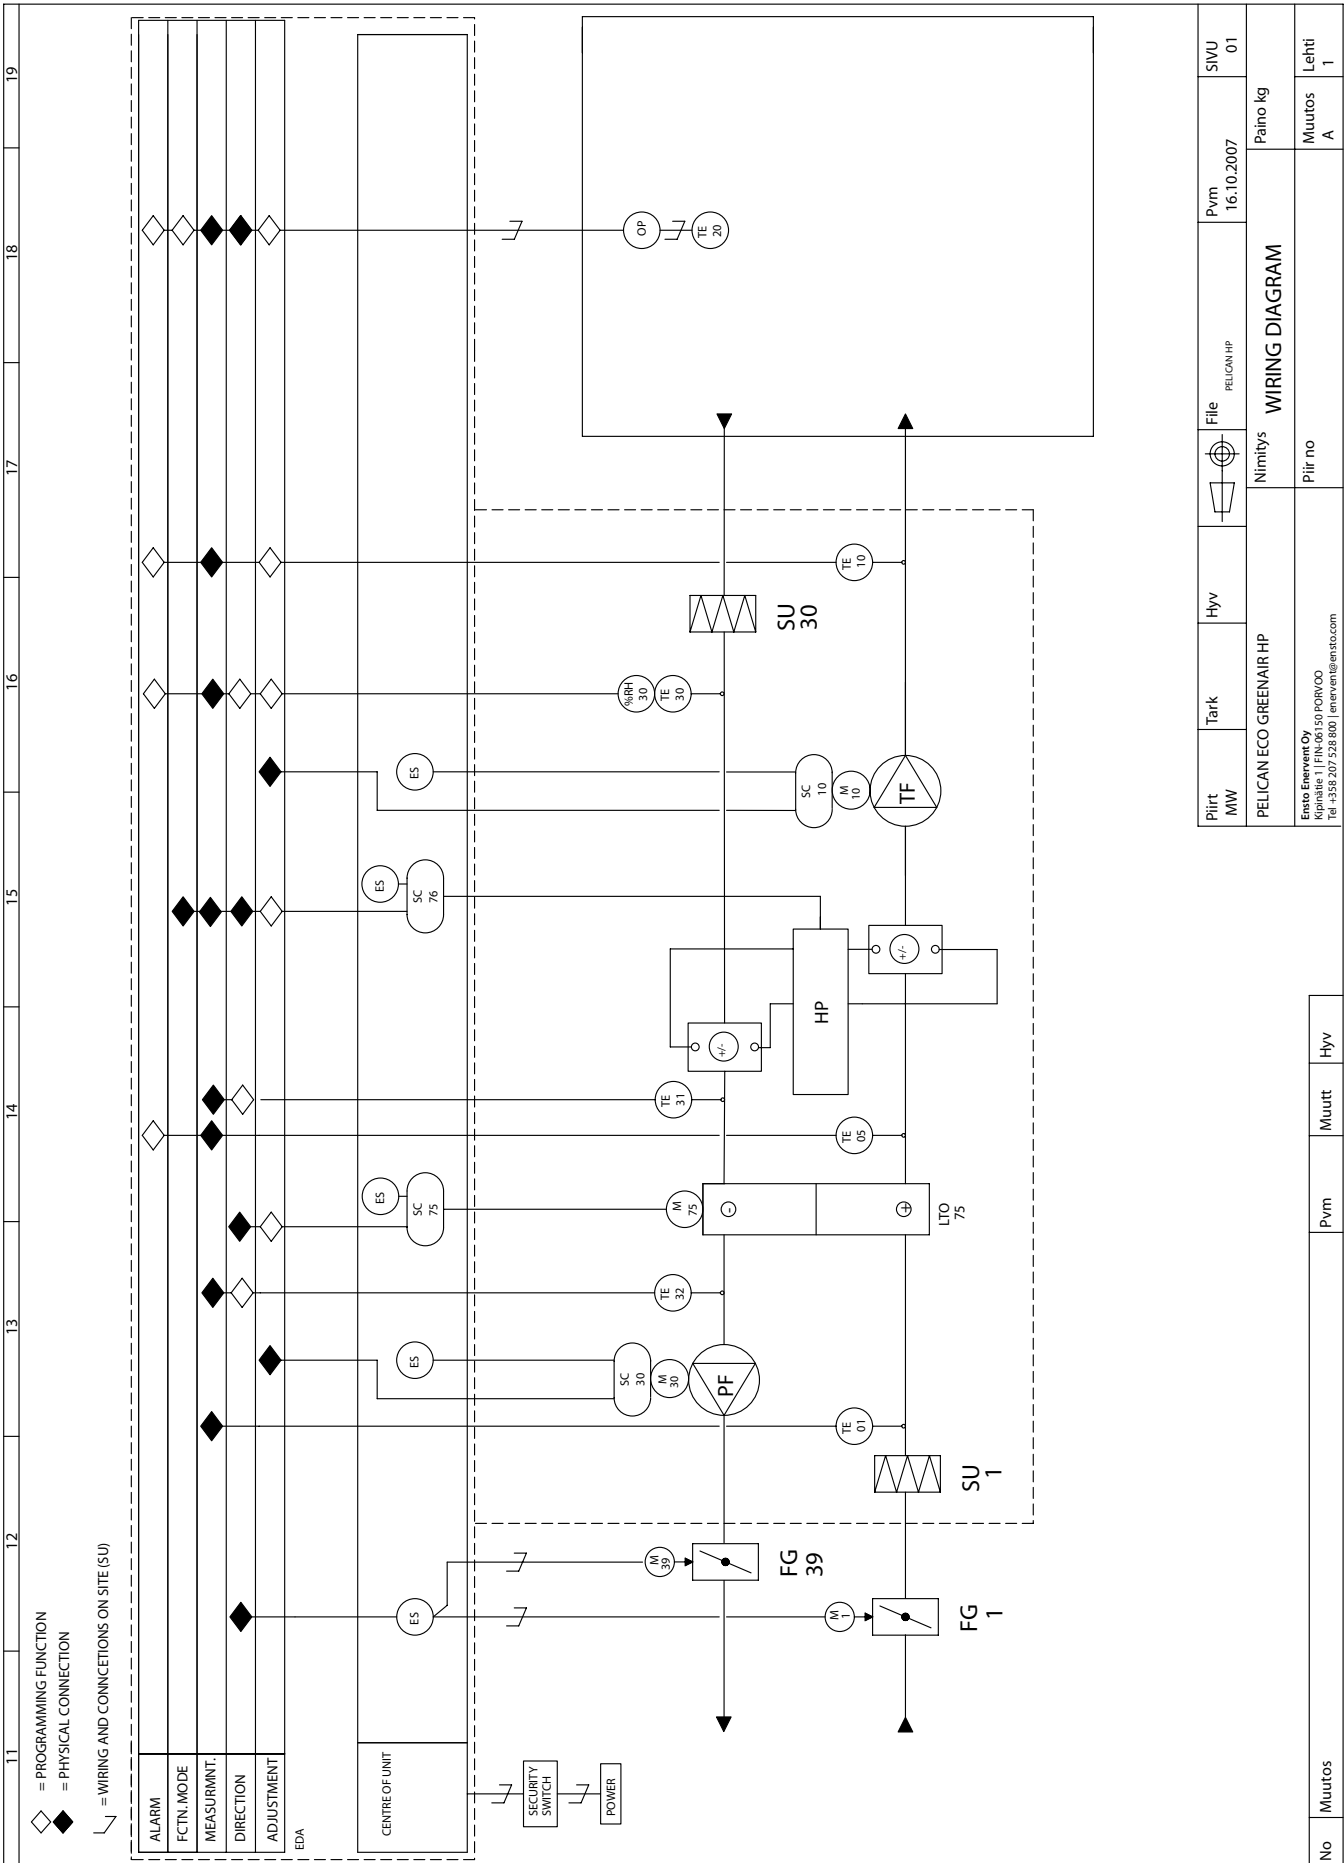 11 12 13 14 15 16 17 18 19
= PROGRAMMING FUNCTION
= PHYSICAL CONNECTION
= WIRING AND CONNCETIONS ON SITE (SU)
ALARM
FCTN. MODE
MEASURMNT.
DIRECTION
ADJUSTMENT
EDA
CENTRE OF UNIT
SECURITY
SWITCH
POWER
ES
ES
ES
SC
75
ES
SC
76
ES
M
39
FG
39
M
1
FG
1
SU
1
TE
01
SC
30
M
30
PF
TE
32
M
75
-
+
LTO
75
TE
05
TE
31
+/-
HP
+/-
SC
10
M
10
TF
%RH
30
TE
30
SU
30
TE
10
OP
TE
20
Piirt
MW
Tark
Hyv
File
PELICAN HP
Pvm
16.10.2007
SIVU
01
PELICAN ECO GREENAIR HP
Nimitys
WIRING DIAGRAM
Paino kg
Ensto Enervent Oy
Kipinätie 1 | FIN-06150 PORVOO
Tel +358 207 528 800 | enervent@ensto.com
Piir no
Muutos
A
Lehti
1
No Muutos Pvm Muutt Hyv